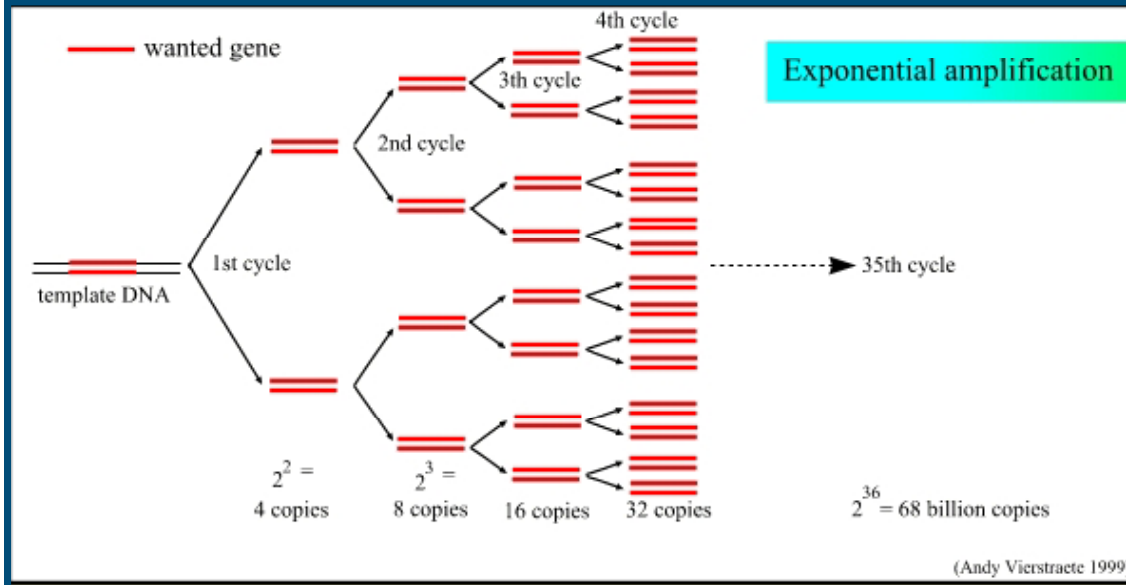 4th cycle
wanted gene
Exponential amplification
3th cycle
2nd cycle
1st cycle
35th cycle
template DNA
2^2 =
4 copies
2^3 =
8 copies
16 copies
32 copies
2^36 = 68 billion copies
(Andy Vierstraete 1999